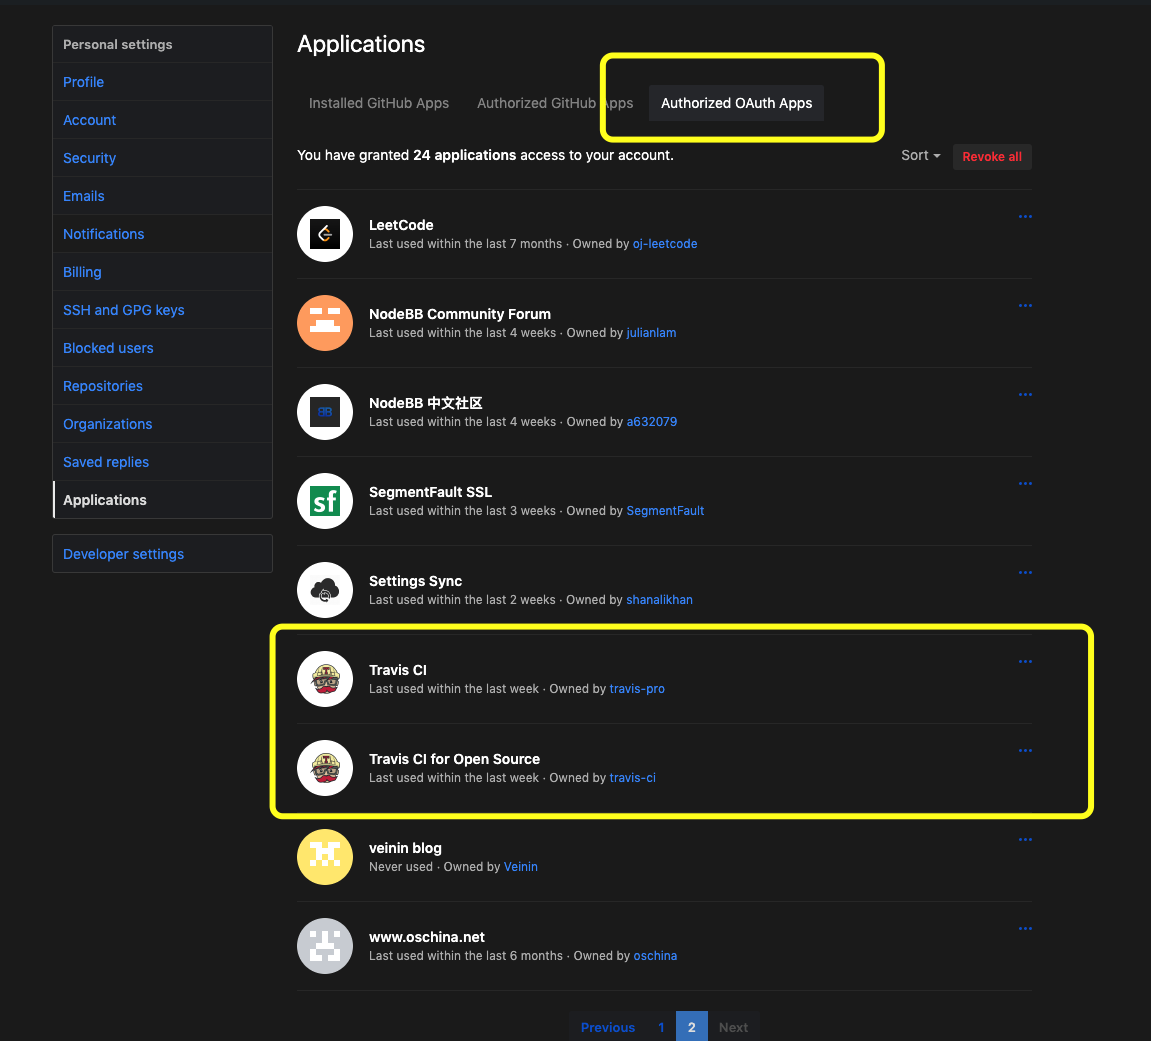 Personal settings
Profile
Account
Security
Emails
Notifications
Billing
SSH and GPG keys
Blocked users
Repositories
Organizations
Saved replies
Applications
Developer settings
Applications
Installed GitHub Apps
Authorized GitHub Apps
Authorized OAuth Apps
You have granted 24 applications access to your account.
Sort
Revoke all
LeetCode
Last used within the last 7 months · Owned by oj-leetcode
NodeBB Community Forum
Last used within the last 4 weeks · Owned by julianlam
NodeBB 中文社区
Last used within the last 4 weeks · Owned by a632079
sf
SegmentFault SSL
Last used within the last 3 weeks · Owned by SegmentFault
Settings Sync
Last used within the last 2 weeks · Owned by shanalikhan
Travis CI
Last used within the last week · Owned by travis-pro
Travis CI for Open Source
Last used within the last week · Owned by travis-ci
veinin blog
Never used · Owned by Veinin
www.oschina.net
Last used within the last 6 months · Owned by oschina
Previous 1 2 Next